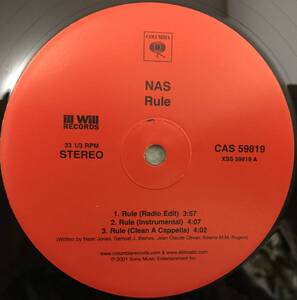 COLUMBIA
NAS
Rule
ill Will
RECORDS
33 1/3 RPM
STEREO
CAS 59819
XSS 59819 A
1. Rule (Radio Edit) 3:57
2. Rule (Instrumental) 4:07
3. Rule (Clean A Cappella) 4:02
(Written by Nasir Jones, Samuel J. Barnes, Jean Claude Olivier, Amerie M.M. Rogers)
www.columbiarecords.com www.stillmatic.com
© 2001 Sony Music Entertainment Inc.